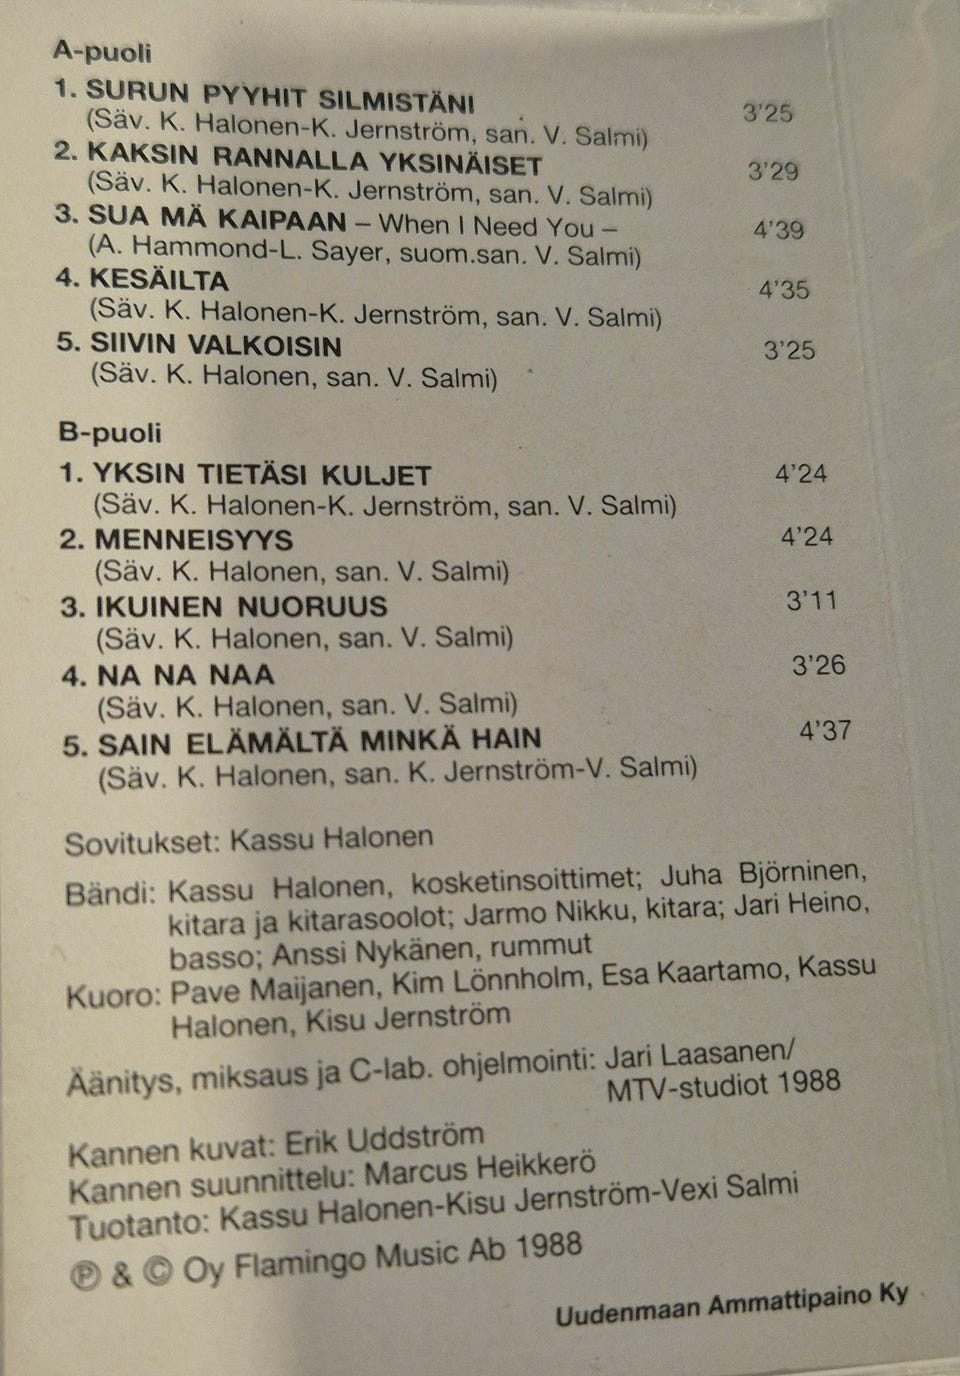 A-puoli
1. SURUN PYYHIT SILMISTÄNI 3'25
(Säv. K. Halonen-K. Jernström, san. V. Salmi)
2. KAKSIN RANNALLA YKSINÄISET 3'29
(Säv. K. Halonen-K. Jernström, san. V. Salmi)
3. SUA MÄ KAIPAAN – When I Need You – 4'39
(A. Hammond-L. Sayer, suom.san. V. Salmi)
4. KESÄILTA 4'35
(Säv. K. Halonen-K. Jernström, san. V. Salmi)
5. SIIVIN VALKOISIN 3'25
(Säv. K. Halonen, san. V. Salmi)
B-puoli
1. YKSIN TIETÄSI KULJET 4'24
(Säv. K. Halonen-K. Jernström, san. V. Salmi)
2. MENNEISYYS 4'24
(Säv. K. Halonen, san. V. Salmi)
3. IKUINEN NUORUUS 3'11
(Säv. K. Halonen, san. V. Salmi)
4. NA NA NAA 3'26
(Säv. K. Halonen, san. V. Salmi)
5. SAIN ELÄMÄLTÄ MINKÄ HAIN 4'37
(Säv. K. Halonen, san. K. Jernström-V. Salmi)
Sovitukset: Kassu Halonen
Bändi: Kassu Halonen, kosketinsoittimet; Juha Björninen,
kitara ja kitarasoolot; Jarmo Nikku, kitara; Jari Heino,
basso; Anssi Nykänen, rummut
Kuoro: Pave Maijanen, Kim Lönnholm, Esa Kaartamo, Kassu
Halonen, Kisu Jernström
Äänitys, miksaus ja C-lab. ohjelmointi: Jari Laasanen/
MTV-studiot 1988
Kannen kuvat: Erik Uddström
Kannen suunnittelu: Marcus Heikkerö
Tuotanto: Kassu Halonen-Kisu Jernström-Vexi Salmi
℗ & © Oy Flamingo Music Ab 1988
Uudenmaan Ammattipaino Ky